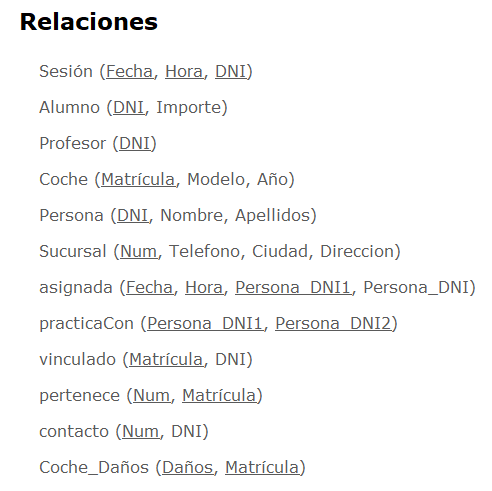 Relaciones
Sesión (Fecha, Hora, DNI)
Alumno (DNI, Importe)
Profesor (DNI)
Coche (Matrícula, Modelo, Año)
Persona (DNI, Nombre, Apellidos)
Sucursal (Num, Telefono, Ciudad, Direccion)
asignada (Fecha, Hora, Persona_DNI1, Persona_DNI)
practicaCon (Persona_DNI1, Persona_DNI2)
vinculado (Matrícula, DNI)
pertenece (Num, Matrícula)
contacto (Num, DNI)
Coche_Daños (Daños, Matrícula)